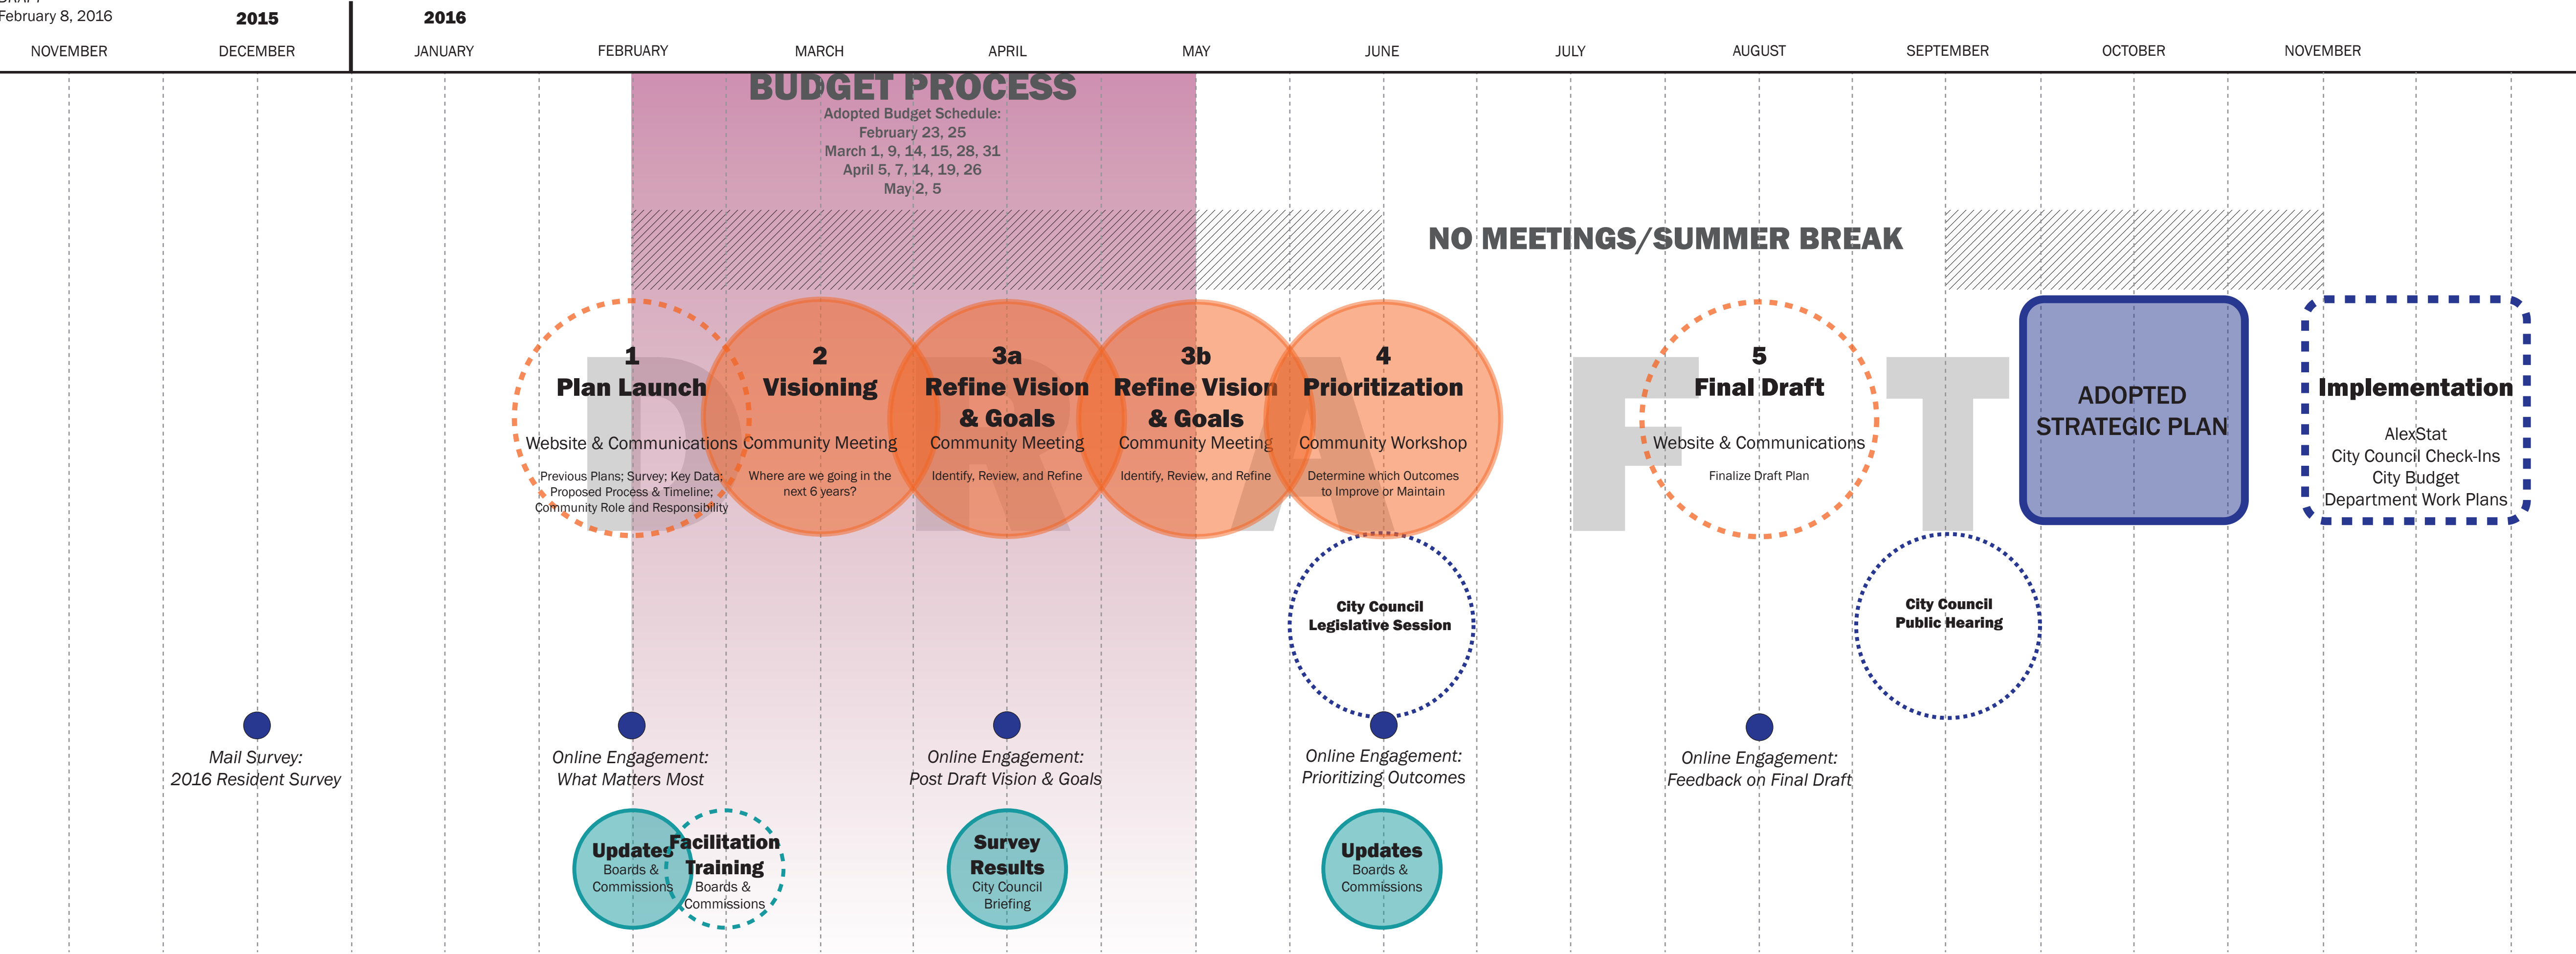 DRAFT
February 8, 2016
2015
2016
NOVEMBER
DECEMBER
JANUARY
FEBRUARY
MARCH
APRIL
MAY
JUNE
JULY
AUGUST
SEPTEMBER
OCTOBER
NOVEMBER
BUDGET PROCESS
Adopted Budget Schedule:
February 23, 25
March 1, 9, 14, 15, 28, 31
April 5, 7, 14, 19, 26
May 2, 5
NO MEETINGS/SUMMER BREAK
DRAFT
1
Plan Launch
Website & Communications
Previous Plans; Survey; Key Data;
Proposed Process & Timeline;
Community Role and Responsibility
2
Visioning
Community Meeting
Where are we going in the
next 6 years?
3a
Refine Vision
& Goals
Community Meeting
Identify, Review, and Refine
3b
Refine Vision
& Goals
Community Meeting
Identify, Review, and Refine
4
Prioritization
Community Workshop
Determine which Outcomes
to Improve or Maintain
5
Final Draft
Website & Communications
Finalize Draft Plan
ADOPTED
STRATEGIC PLAN
Implementation
AlexStat
City Council Check-Ins
City Budget
Department Work Plans
City Council
Legislative Session
City Council
Public Hearing
Mail Survey:
2016 Resident Survey
Online Engagement:
What Matters Most
Online Engagement:
Post Draft Vision & Goals
Online Engagement:
Prioritizing Outcomes
Online Engagement:
Feedback on Final Draft
Updates
Boards &
Commissions
Facilitation
Training
Boards &
Commissions
Survey
Results
City Council
Briefing
Updates
Boards &
Commissions